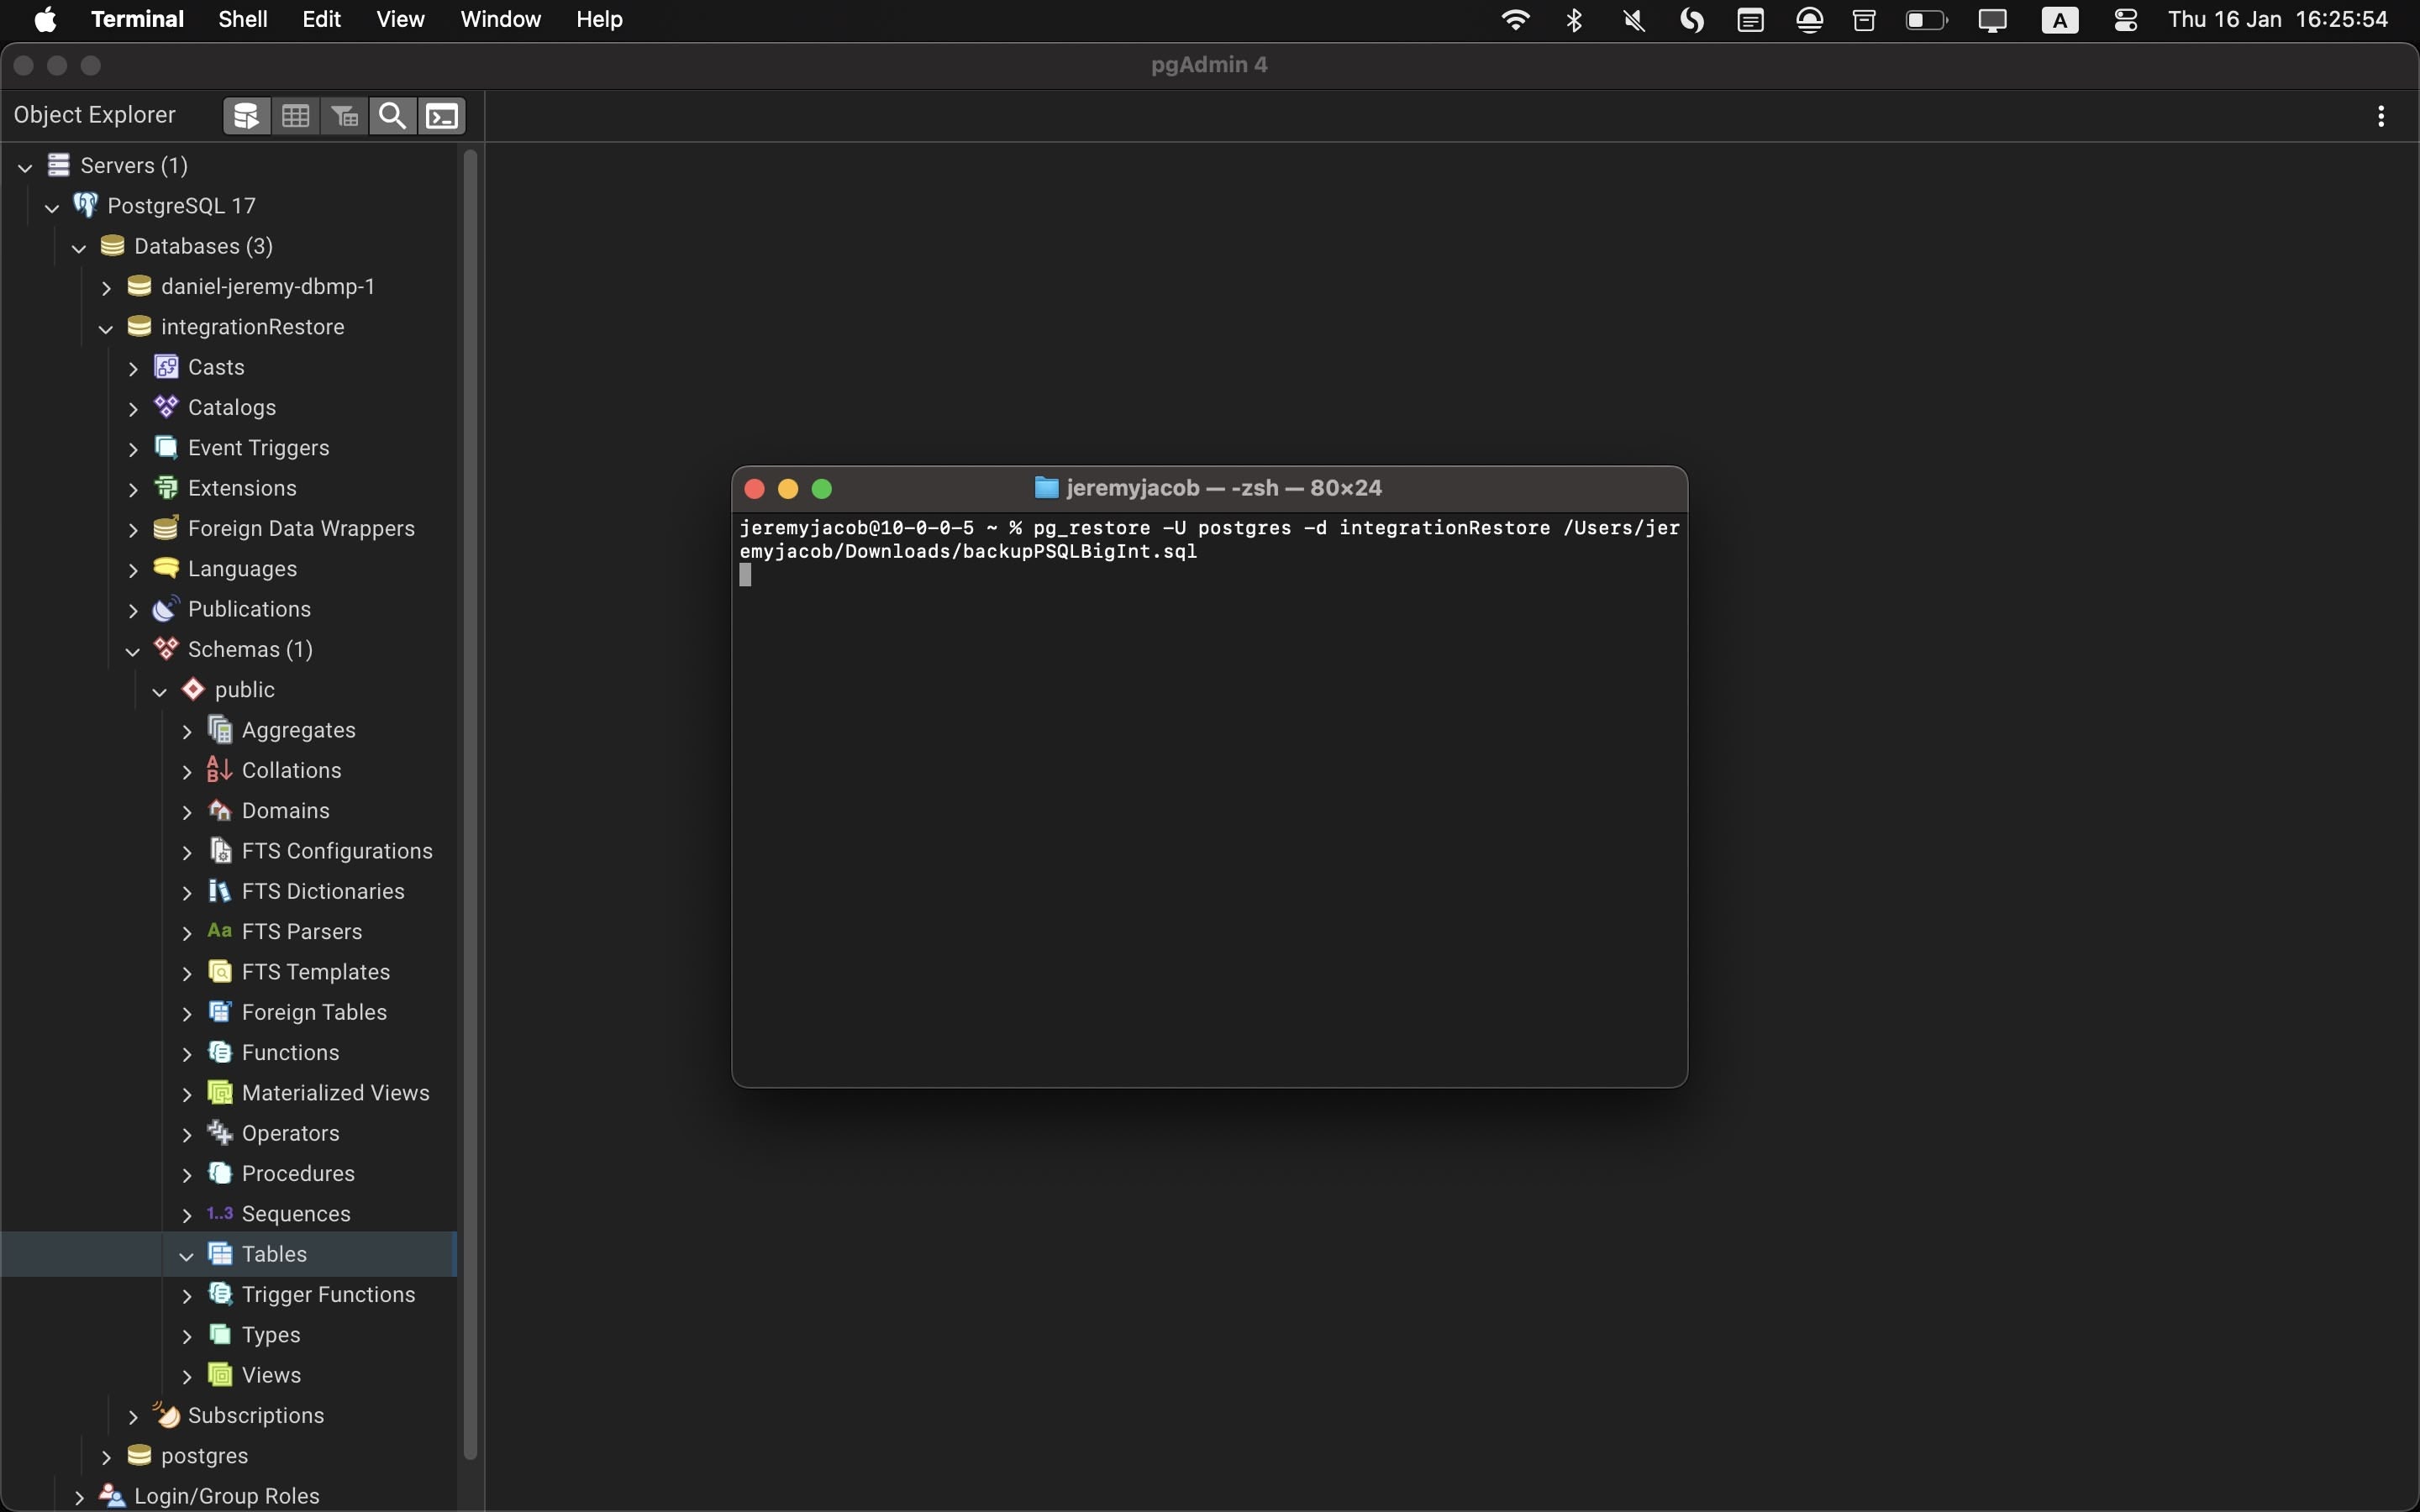 Terminal Shell Edit View Window Help A Thu 16 Jan 16:25:54
pgAdmin 4
Object Explorer
Servers (1)
PostgreSQL 17
Databases (3)
daniel-jeremy-dbmp-1
integrationRestore
Casts
Catalogs
Event Triggers
Extensions
Foreign Data Wrappers
Languages
Publications
Schemas (1)
public
Aggregates
Collations
Domains
FTS Configurations
FTS Dictionaries
Aa FTS Parsers
FTS Templates
Foreign Tables
Functions
Materialized Views
Operators
Procedures
1..3 Sequences
Tables
Trigger Functions
Types
Views
Subscriptions
postgres
Login/Group Roles
jeremyjacob — -zsh — 80×24
jeremyjacob@10-0-0-5 ~ % pg_restore -U postgres -d integrationRestore /Users/jer
emyjacob/Downloads/backupPSQLBigInt.sql